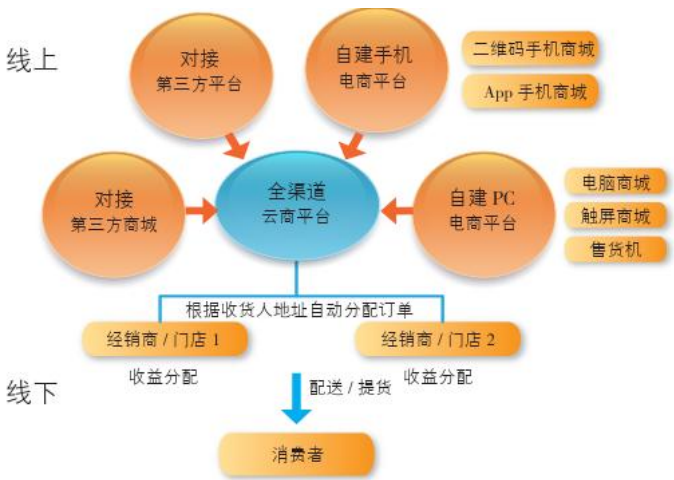 线上
对接
第三方平台
自建手机
电商平台
二维码手机商城
App 手机商城
对接
第三方商城
全渠道
云商平台
自建 PC
电商平台
电脑商城
触屏商城
售货机
根据收货人地址自动分配订单
经销商 / 门店 1
经销商 / 门店 2
收益分配
收益分配
线下
配送 / 提货
消费者